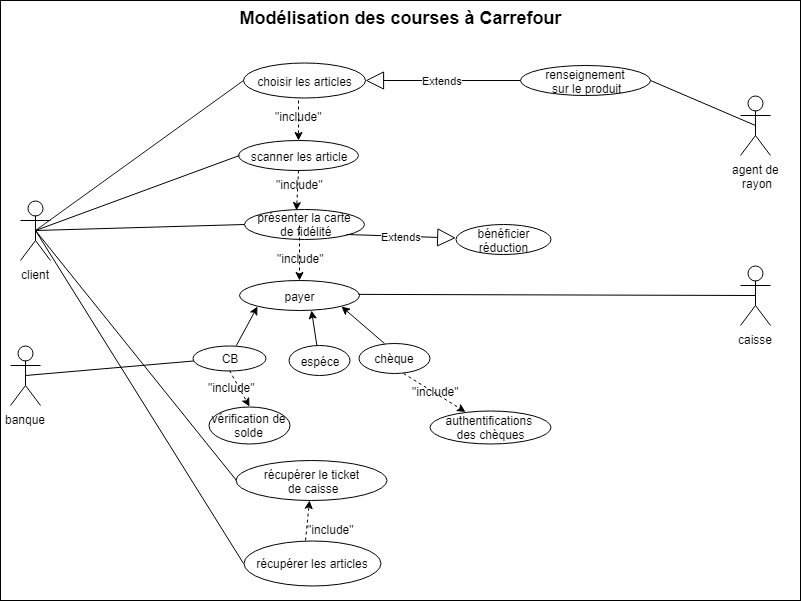 Modélisation des courses à Carrefour
choisir les articles
Extends
renseignement
sur le produit
"include"
agent de
rayon
scanner les article
"include"
présenter la carte
de fidélité
Extends
bénéficier
réduction
client
"include"
payer
caisse
CB
espéce
chèque
banque
"include"
"include"
vérification de
solde
authentifications
des chèques
récupérer le ticket
de caisse
"include"
récupérer les articles